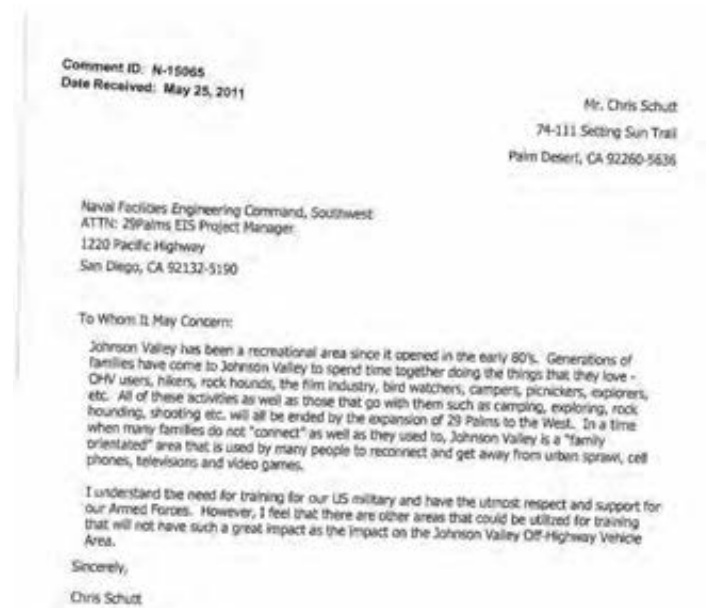 Comment ID: N-15065
Date Received: May 25, 2011
Mr. Chris Schutt
74-111 Setting Sun Trail
Palm Desert, CA 92260-5636
Naval Facilities Engineering Command, Southwest
ATTN: 29Palms EIS Project Manager
1220 Pacific Highway
San Diego, CA 92132-5190
To Whom It May Concern:
Johnson Valley has been a recreational area since it opened in the early 80's. Generations of
families have come to Johnson Valley to spend time together doing the things that they love -
OHV users, hikers, rock hounds, the film industry, bird watchers, campers, picnickers, explorers,
etc. All of these activities as well as those that go with them such as camping, exploring, rock
hounding, shooting etc. will all be ended by the expansion of 29 Palms to the West. In a time
when many families do not "connect" as well as they used to, Johnson Valley is a "family
orientated" area that is used by many people to reconnect and get away from urban sprawl, cell
phones, televisions and video games.
I understand the need for training for our US military and have the utmost respect and support for
our Armed Forces. However, I feel that there are other areas that could be utilized for training
that will not have such a great impact as the impact on the Johnson Valley Off-Highway Vehicle
Area.
Sincerely,
Chris Schutt